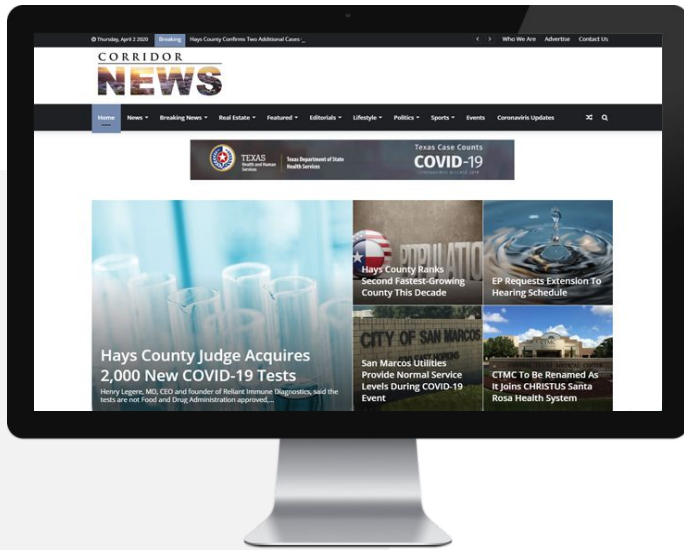 Thursday, April 2 2020 Breaking Hays County Confirms Two Additional Cases - Who We Are Advertise Contact Us
CORRIDOR
NEWS
Home News Breaking News Real Estate Featured Editorials Lifestyle Politics Sports Events Coronaviris Updates
TEXAS
Health and Human
Services
Texas Department of State
Health Services
Texas Case Counts
COVID-19
POPULATIO
Hays County Ranks
Second Fastest-Growing
County This Decade
EP Requests Extension To
Hearing Schedule
Hays County Judge Acquires
2,000 New COVID-19 Tests
Henry Legere, MD, CEO and founder of Reliant Immune Diagnostics, said the
tests are not Food and Drug Administration approved,...
CITY OF SAN MARCOS
San Marcos Utilities
Provide Normal Service
Levels During COVID-19
Event
CTMC
CTMC To Be Renamed As
It Joins CHRISTUS Santa
Rosa Health System